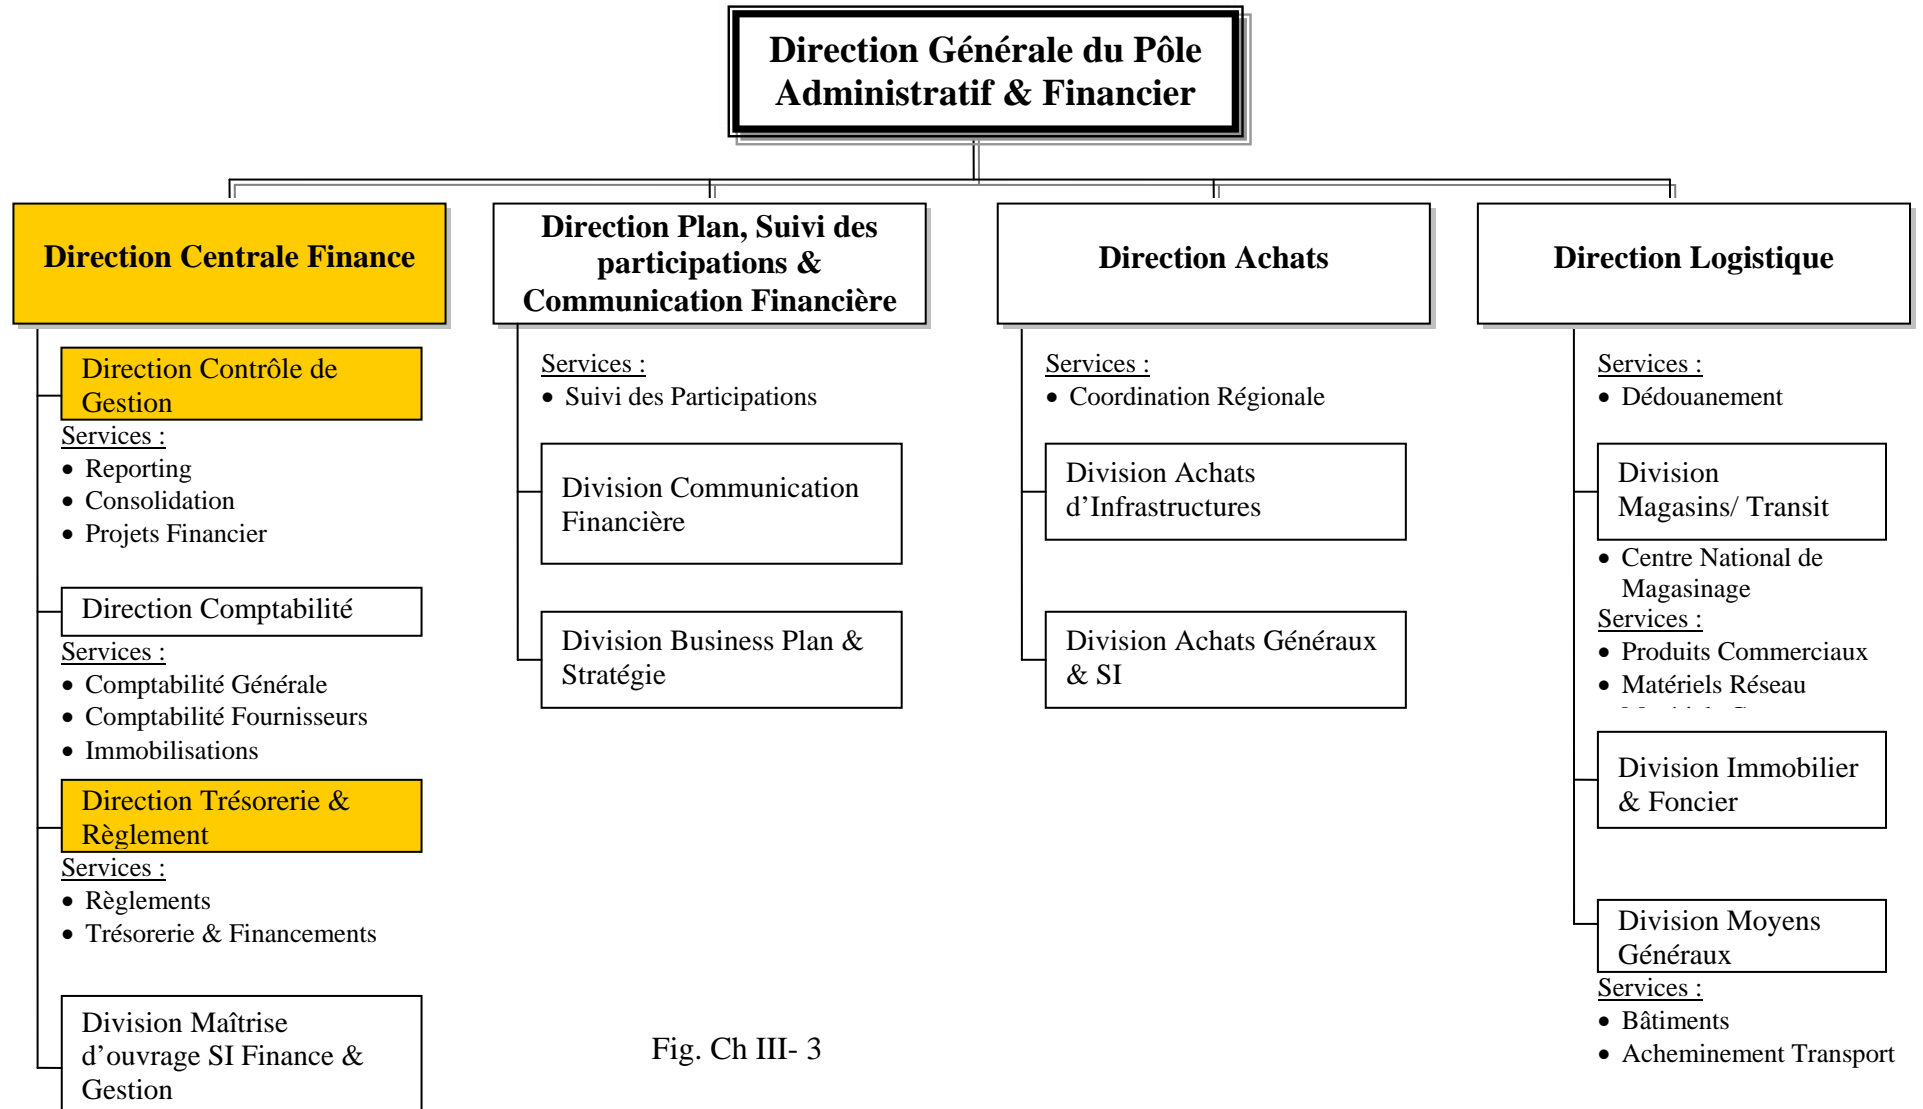 Direction Générale du Pôle
Administratif & Financier
Direction Centrale Finance
Direction Contrôle de
Gestion
Services :
• Reporting
• Consolidation
• Projets Financier
Direction Comptabilité
Services :
• Comptabilité Générale
• Comptabilité Fournisseurs
• Immobilisations
Direction Trésorerie &
Règlement
Services :
• Règlements
• Trésorerie & Financements
Division Maîtrise
d’ouvrage SI Finance &
Gestion
Direction Plan, Suivi des
participations &
Communication Financière
Services :
• Suivi des Participations
Division Communication
Financière
Division Business Plan &
Stratégie
Direction Achats
Services :
• Coordination Régionale
Division Achats
d’Infrastructures
Division Achats Généraux
& SI
Direction Logistique
Services :
• Dédouanement
Division
Magasins/ Transit
• Centre National de
Magasinage
Services :
• Produits Commerciaux
• Matériels Réseau
Division Immobilier
& Foncier
Division Moyens
Généraux
Services :
• Bâtiments
• Acheminement Transport
Fig. Ch III- 3